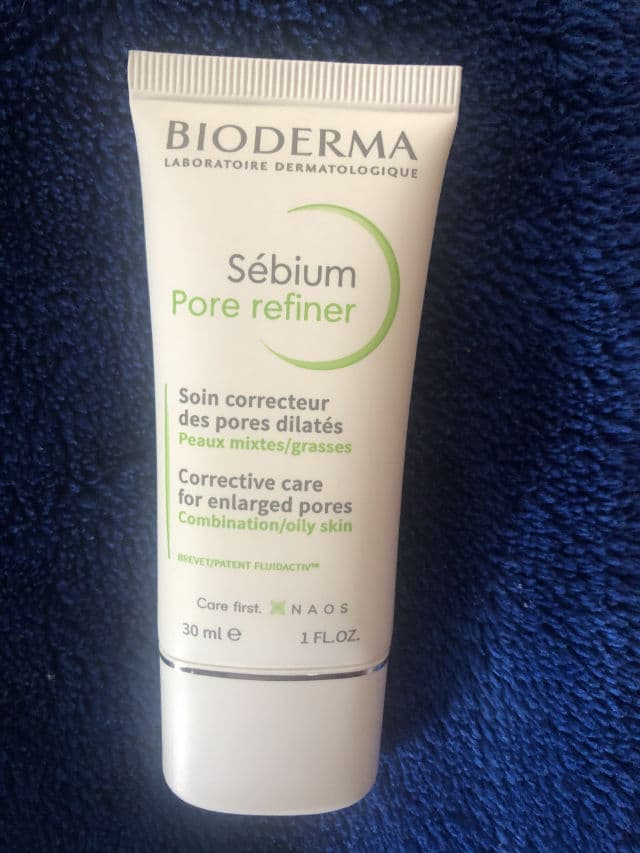 BIODERMA
LABORATOIRE DERMATOLOGIQUE
Sébium
Pore refiner
Soin correcteur
des pores dilatés
Peaux mixtes/grasses
Corrective care
for enlarged pores
Combination/oily skin
BREVET/PATENT FLUIDACTIV™
Care first. NAOS
30 ml ℮ 1 FL.OZ.